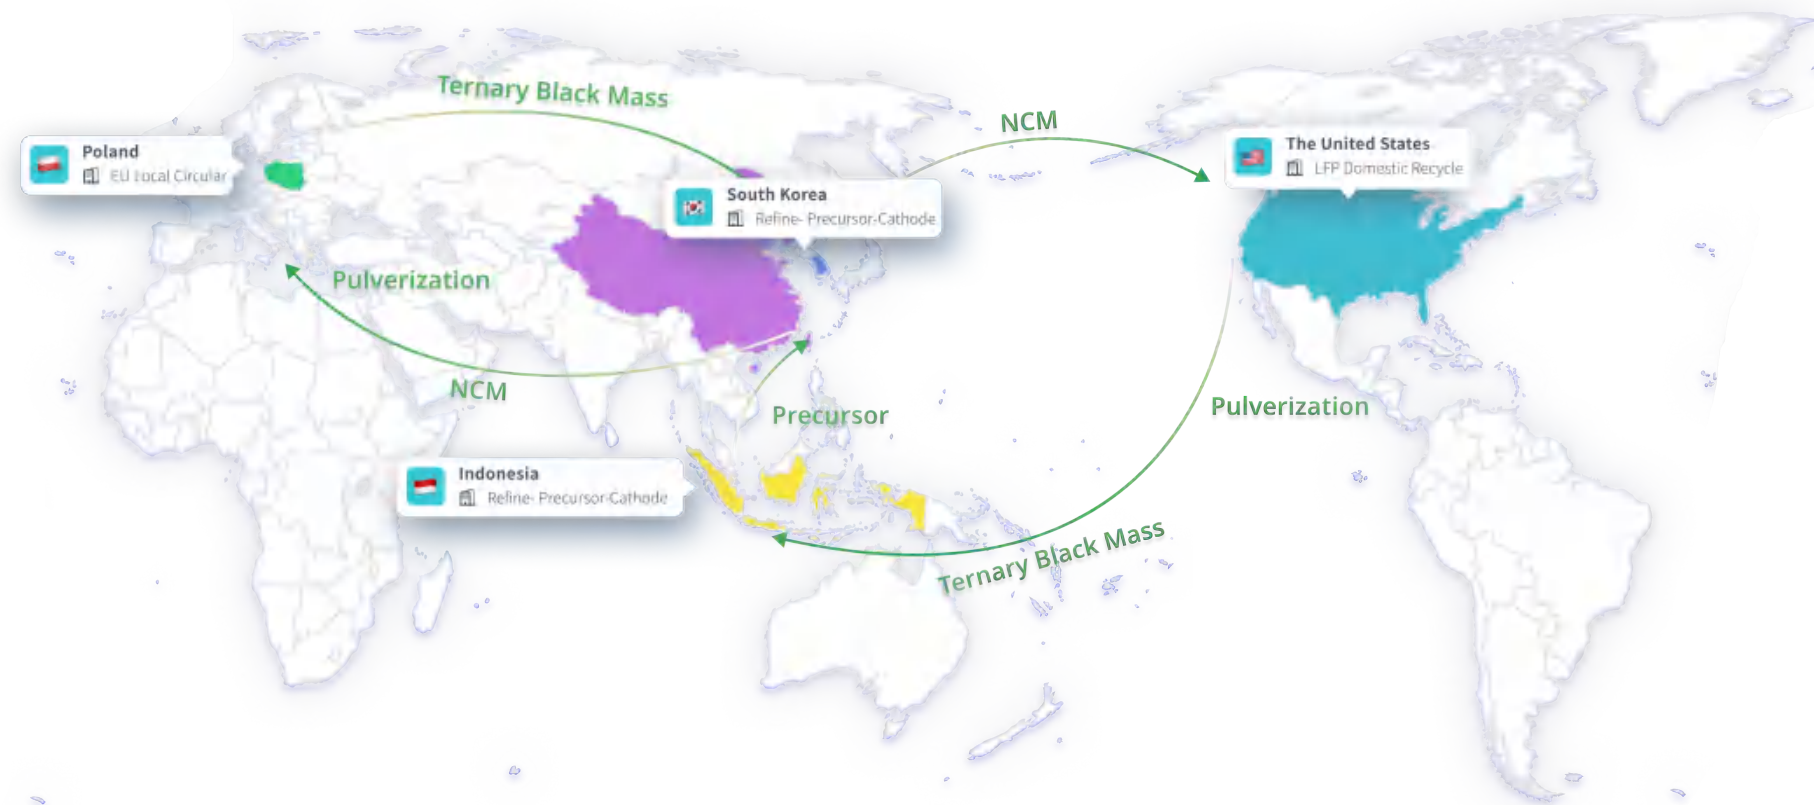 Ternary Black Mass
NCM
Poland
EU Local Circular
The United States
LFP Domestic Recycle
South Korea
Refine- Precursor-Cathode
Pulverization
NCM
Precursor
Pulverization
Indonesia
Refine- Precursor-Cathode
Ternary Black Mass